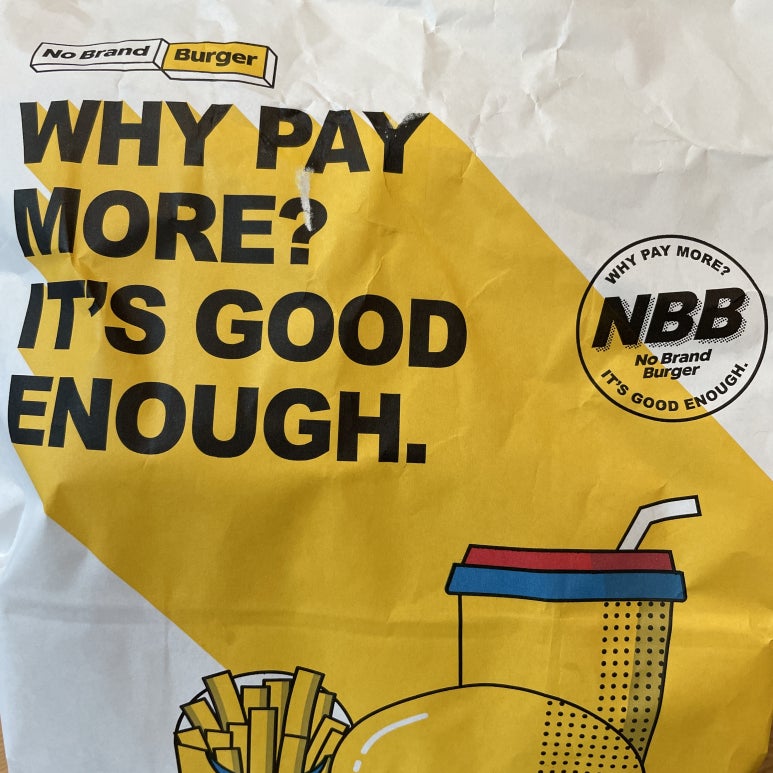 No Brand Burger
WHY PAY
MORE?
IT'S GOOD
ENOUGH.
WHY PAY MORE?
NBB
No Brand
Burger
IT'S GOOD ENOUGH.